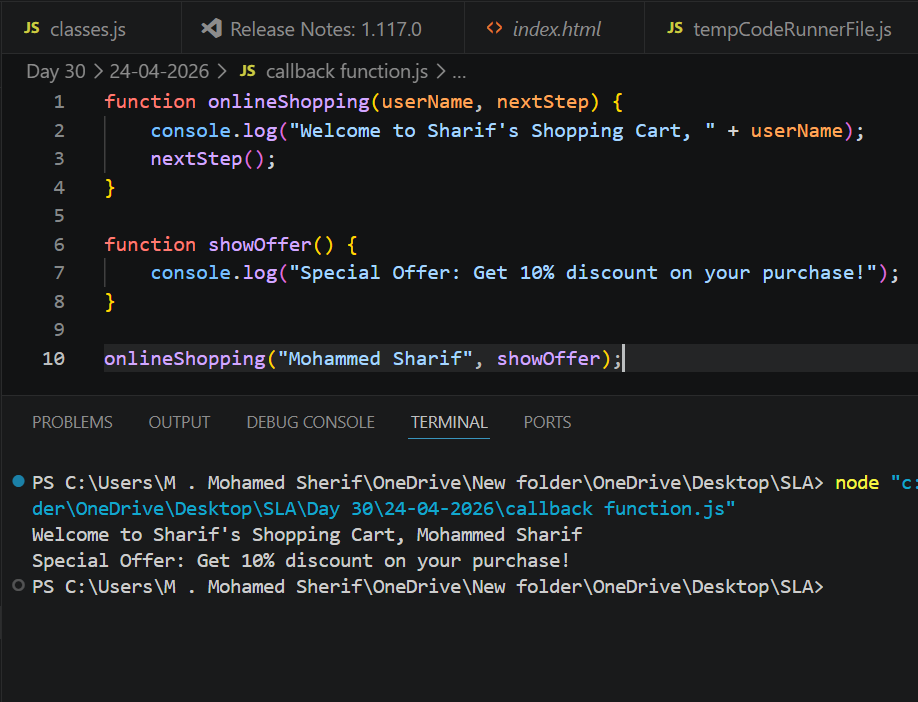 JS classes.js Release Notes: 1.117.0 <> index.html JS tempCodeRunnerFile.js
Day 30 > 24-04-2026 > JS callback function.js > ...
1 function onlineShopping(userName, nextStep) {
2 console.log("Welcome to Sharif's Shopping Cart, " + userName);
3 nextStep();
4 }
5
6 function showOffer() {
7 console.log("Special Offer: Get 10% discount on your purchase!");
8 }
9
10 onlineShopping("Mohammed Sharif", showOffer);
PROBLEMS OUTPUT DEBUG CONSOLE TERMINAL PORTS
PS C:\Users\M . Mohamed Sherif\OneDrive\New folder\OneDrive\Desktop\SLA> node "c:
der\OneDrive\Desktop\SLA\Day 30\24-04-2026\callback function.js"
Welcome to Sharif's Shopping Cart, Mohammed Sharif
Special Offer: Get 10% discount on your purchase!
PS C:\Users\M . Mohamed Sherif\OneDrive\New folder\OneDrive\Desktop\SLA>